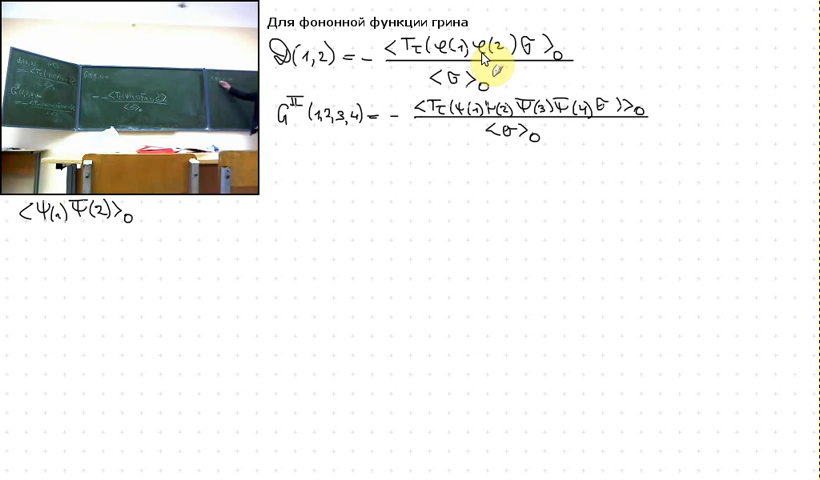 Для фононной функции грина
𝒟(1,2) = - <T_τ(φ(1)φ(2)σ>₀ / <σ>₀
G^II(1,2,3,4) = - <T_τ(Ψ(1)Ψ(2)Ψ̅(3)Ψ̅(4)σ)>₀ / <σ>₀
<Ψ(1)Ψ̅(2)>₀